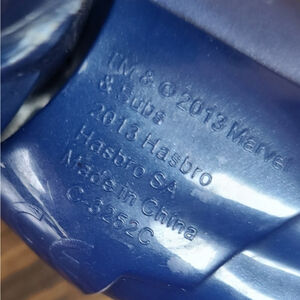 TM & © 2013 Marvel
& Subs
2013 Hasbro
Hasbro SA
Made in China
C-3252C